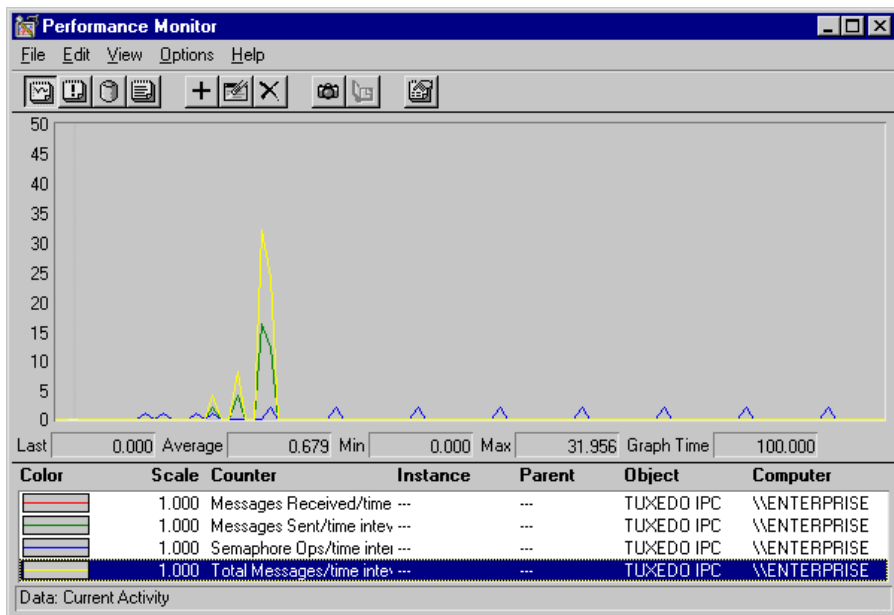 Performance Monitor
File Edit View Options Help
50
45
40
35
30
25
20
15
10
5
0
Last 0.000 Average 0.679 Min 0.000 Max 31.956 Graph Time 100.000
Color Scale Counter Instance Parent Object Computer
1.000 Messages Received/time --- --- TUXEDO IPC \\ENTERPRISE
1.000 Messages Sent/time intev --- --- TUXEDO IPC \\ENTERPRISE
1.000 Semaphore Ops/time inter --- --- TUXEDO IPC \\ENTERPRISE
1.000 Total Messages/time intev --- --- TUXEDO IPC \\ENTERPRISE
Data: Current Activity